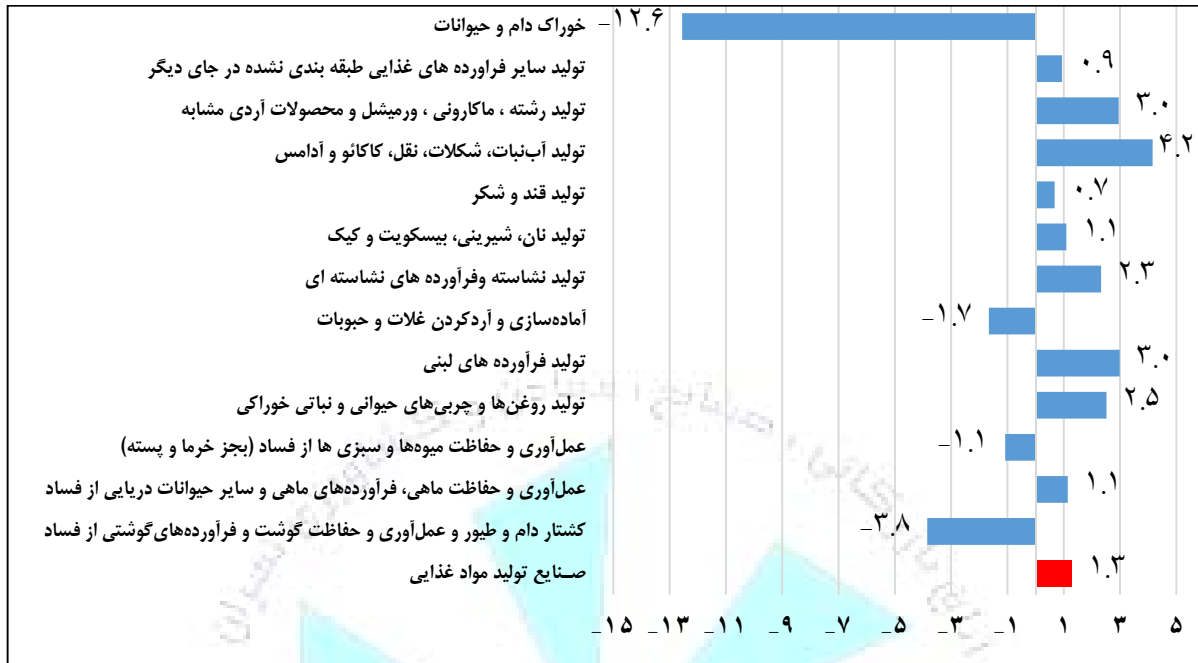 خوراک دام و حیوانات −۱۲.۶
تولید سایر فراورده های غذایی طبقه بندی نشده در جای دیگر ۰.۹
تولید رشته ، ماکارونی ، ورمیشل و محصولات آردی مشابه ۳.۰
تولید آب‌نبات، شکلات، نقل، کاکائو و آدامس ۴.۲
تولید قند و شکر ۰.۷
تولید نان، شیرینی، بیسکویت و کیک ۱.۱
تولید نشاسته وفرآورده های نشاسته ای ۲.۳
آماده‌سازی و آردکردن غلات و حبوبات −۱.۷
تولید فرآورده های لبنی ۳.۰
تولید روغن‌ها و چربی‌های حیوانی و نباتی خوراکی ۲.۵
عمل‌آوری و حفاظت میوه‌ها و سبزی ها از فساد (بجز خرما و پسته) −۱.۱
عمل‌آوری و حفاظت ماهی، فرآورده‌های ماهی و سایر حیوانات دریایی از فساد ۱.۱
کشتار دام و طیور و عمل‌آوری و حفاظت گوشت و فرآورده‌های‌گوشتی از فساد −۳.۸
صـنایع تولید مواد غذایی ۱.۳
−۱۵ −۱۳ −۱۱ −۹ −۷ −۵ −۳ −۱ ۱ ۳ ۵